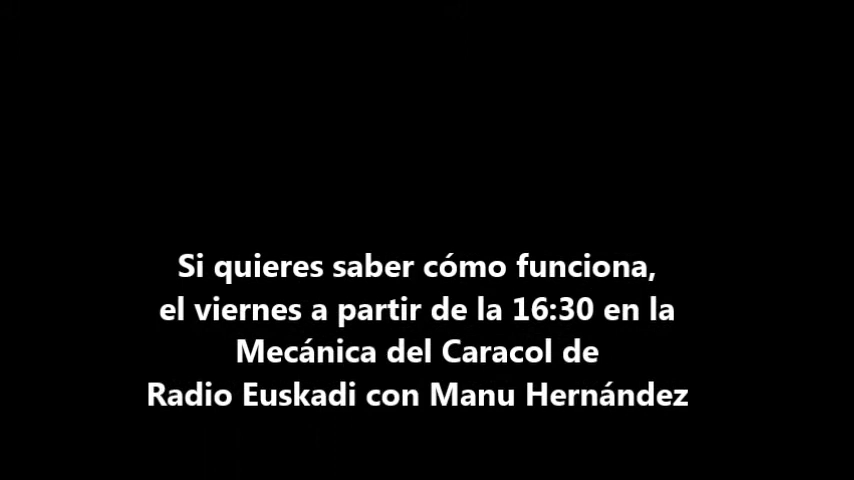 Si quieres saber cómo funciona,
el viernes a partir de la 16:30 en la
Mecánica del Caracol de
Radio Euskadi con Manu Hernández